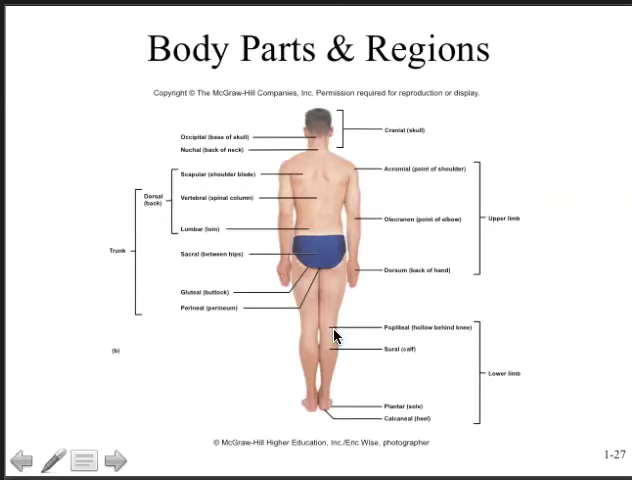 Body Parts & Regions
Copyright © The McGraw-Hill Companies, Inc. Permission required for reproduction or display.
Cranial (skull)
Occipital (base of skull)
Nuchal (back of neck)
Acromial (point of shoulder)
Scapular (shoulder blade)
Dorsal
(back)
Vertebral (spinal column)
Olecranon (point of elbow)
Upper limb
Lumbar (loin)
Trunk
Sacral (between hips)
Dorsum (back of hand)
Gluteal (buttock)
Perineal (perineum)
Popliteal (hollow behind knee)
(b)
Sural (calf)
Lower limb
Plantar (sole)
Calcaneal (heel)
© McGraw-Hill Higher Education, Inc./Eric Wise, photographer
1-27